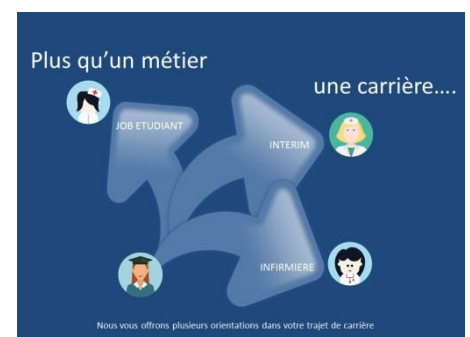 Plus qu'un métier
une carrière....
JOB ETUDIANT
INTERIM
INFIRMIERE
Nous vous offrons plusieurs orientations dans votre trajet de carrière